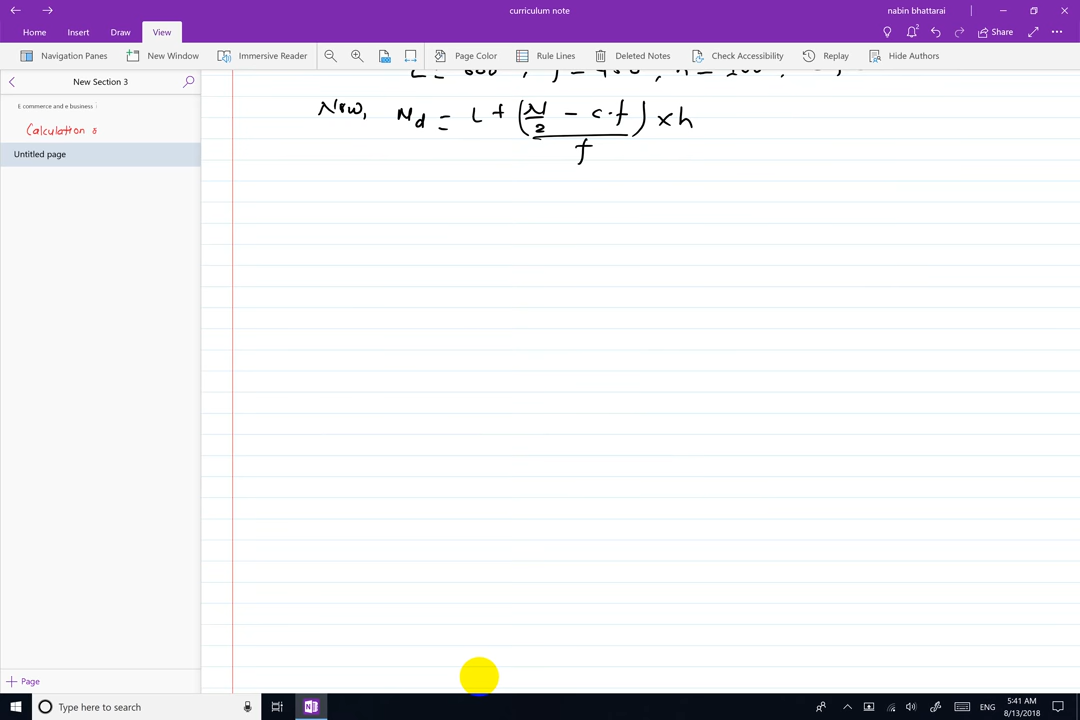 curriculum note
nabin bhattarai
Home Insert Draw View
Share
Navigation Panes New Window Immersive Reader Page Color Rule Lines Deleted Notes Check Accessibility Replay Hide Authors
New Section 3
E commerce and e business :
Calculation
Untitled page
Now, Md = L + (N/2 - c.f / f) × h
Page
Type here to search
ENG
5:41 AM
8/13/2018